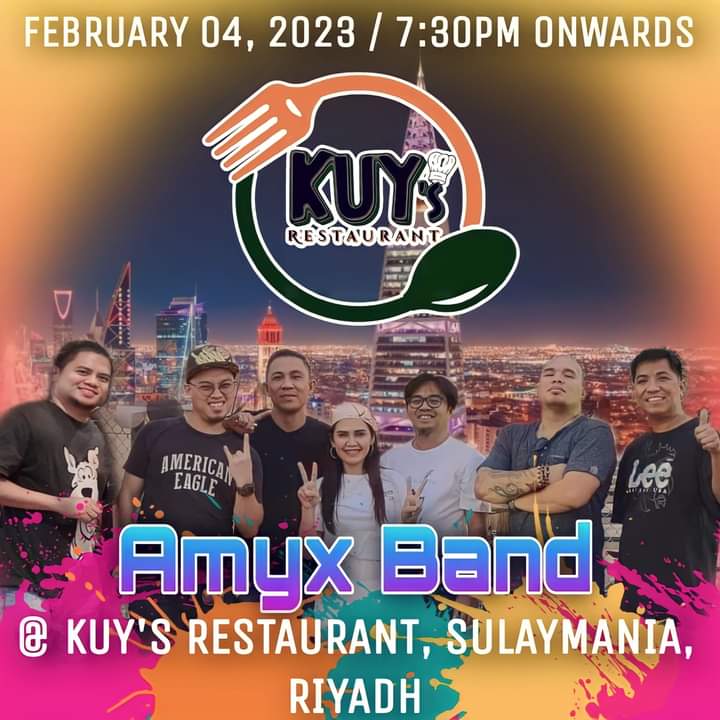 FEBRUARY 04, 2023 / 7:30PM ONWARDS
KUY's
RESTAURANT
AMERICAN
EAGLE
Lee
Amyx Band
@ KUY'S RESTAURANT, SULAYMANIA,
RIYADH